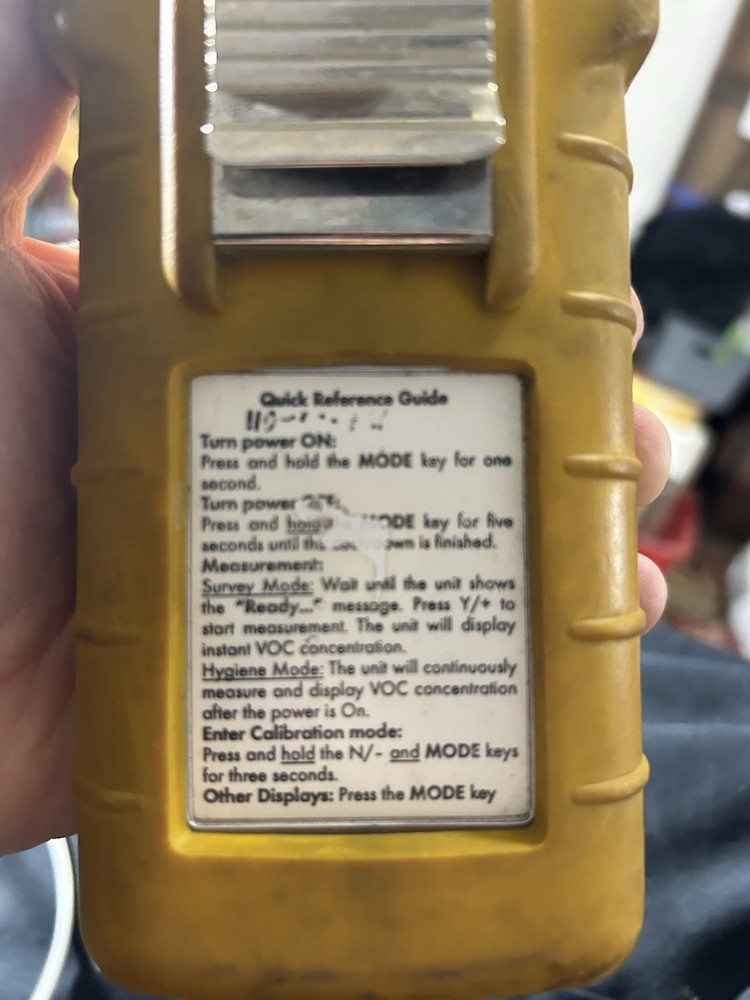 Quick Reference Guide
Turn power ON:
Press and hold the MODE key for one
second.
Turn power OFF:
Press and hold the MODE key for five
seconds until the countdown is finished.
Measurement:
Survey Mode: Wait until the unit shows
the "Ready..." message. Press Y/+ to
start measurement. The unit will display
instant VOC concentration.
Hygiene Mode: The unit will continuously
measure and display VOC concentration
after the power is On.
Enter Calibration mode:
Press and hold the N/- and MODE keys
for three seconds.
Other Displays: Press the MODE key